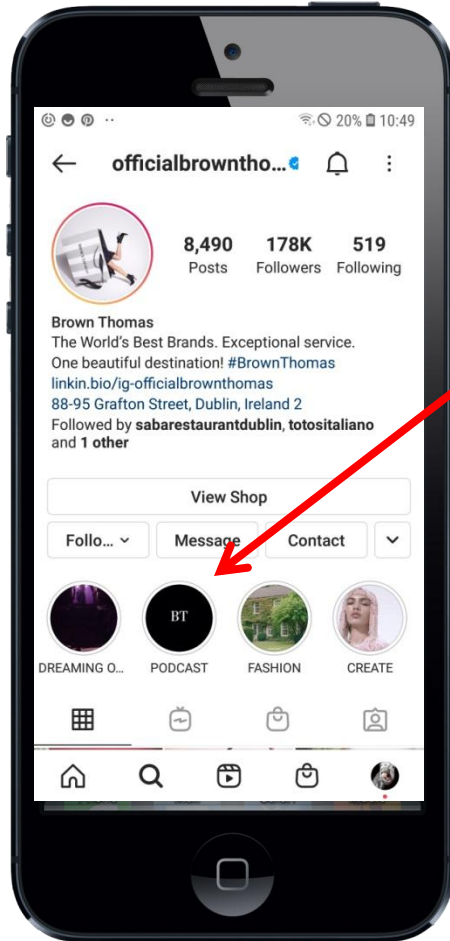 20% 10:49
officialbrowntho...
8,490 178K 519
Posts Followers Following
Brown Thomas
The World's Best Brands. Exceptional service.
One beautiful destination! #BrownThomas
linkin.bio/ig-officialbrownthomas
88-95 Grafton Street, Dublin, Ireland 2
Followed by sabarestaurantdublin, totositaliano
and 1 other
View Shop
Follo... Message Contact
BT
DREAMING O... PODCAST FASHION CREATE